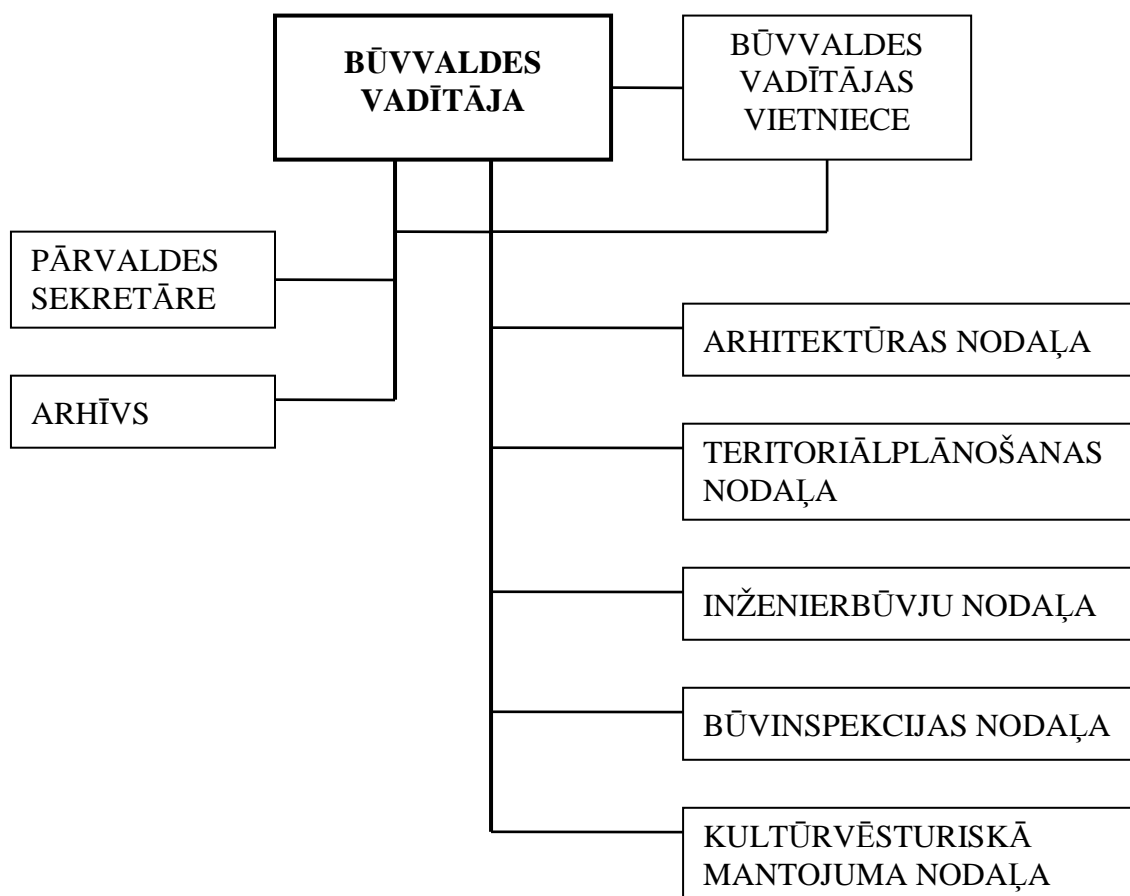 BŪVVALDES
VADĪTĀJA
BŪVVALDES
VADĪTĀJAS
VIETNIECE
PĀRVALDES
SEKRETĀRE
ARHĪVS
ARHITEKTŪRAS NODAĻA
TERITORIĀLPLĀNOŠANAS
NODAĻA
INŽENIERBŪVJU NODAĻA
BŪVINSPEKCIJAS NODAĻA
KULTŪRVĒSTURISKĀ
MANTOJUMA NODAĻA